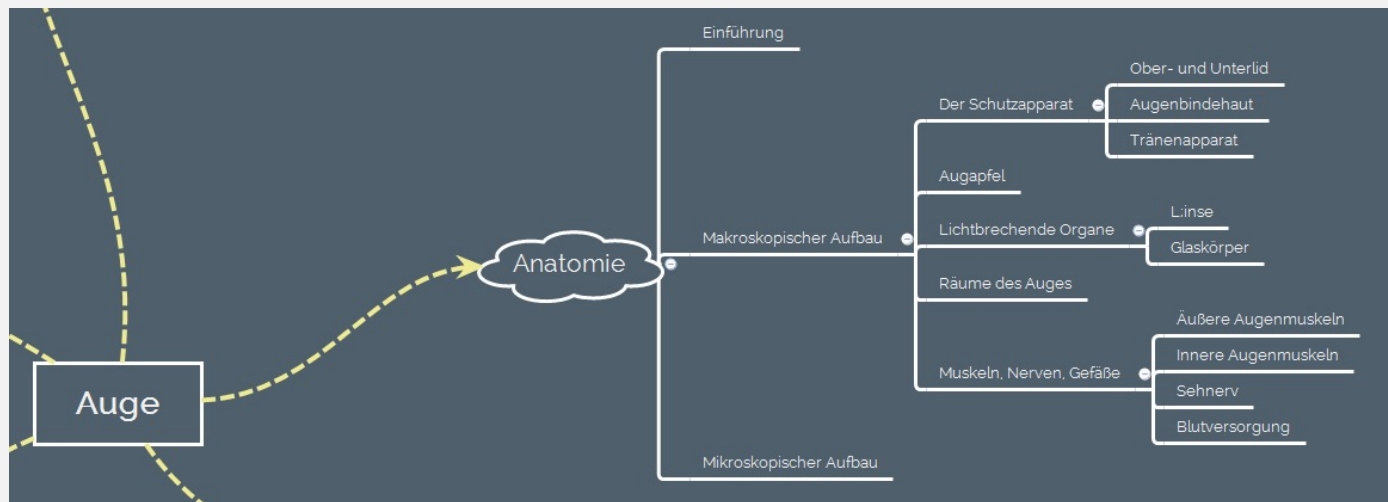 Auge
Anatomie
Einführung
Makroskopischer Aufbau
Der Schutzapparat
Ober- und Unterlid
Augenbindehaut
Tränenapparat
Augapfel
Lichtbrechende Organe
L:inse
Glaskörper
Räume des Auges
Muskeln, Nerven, Gefäße
Äußere Augenmuskeln
Innere Augenmuskeln
Sehnerv
Blutversorgung
Mikroskopischer Aufbau